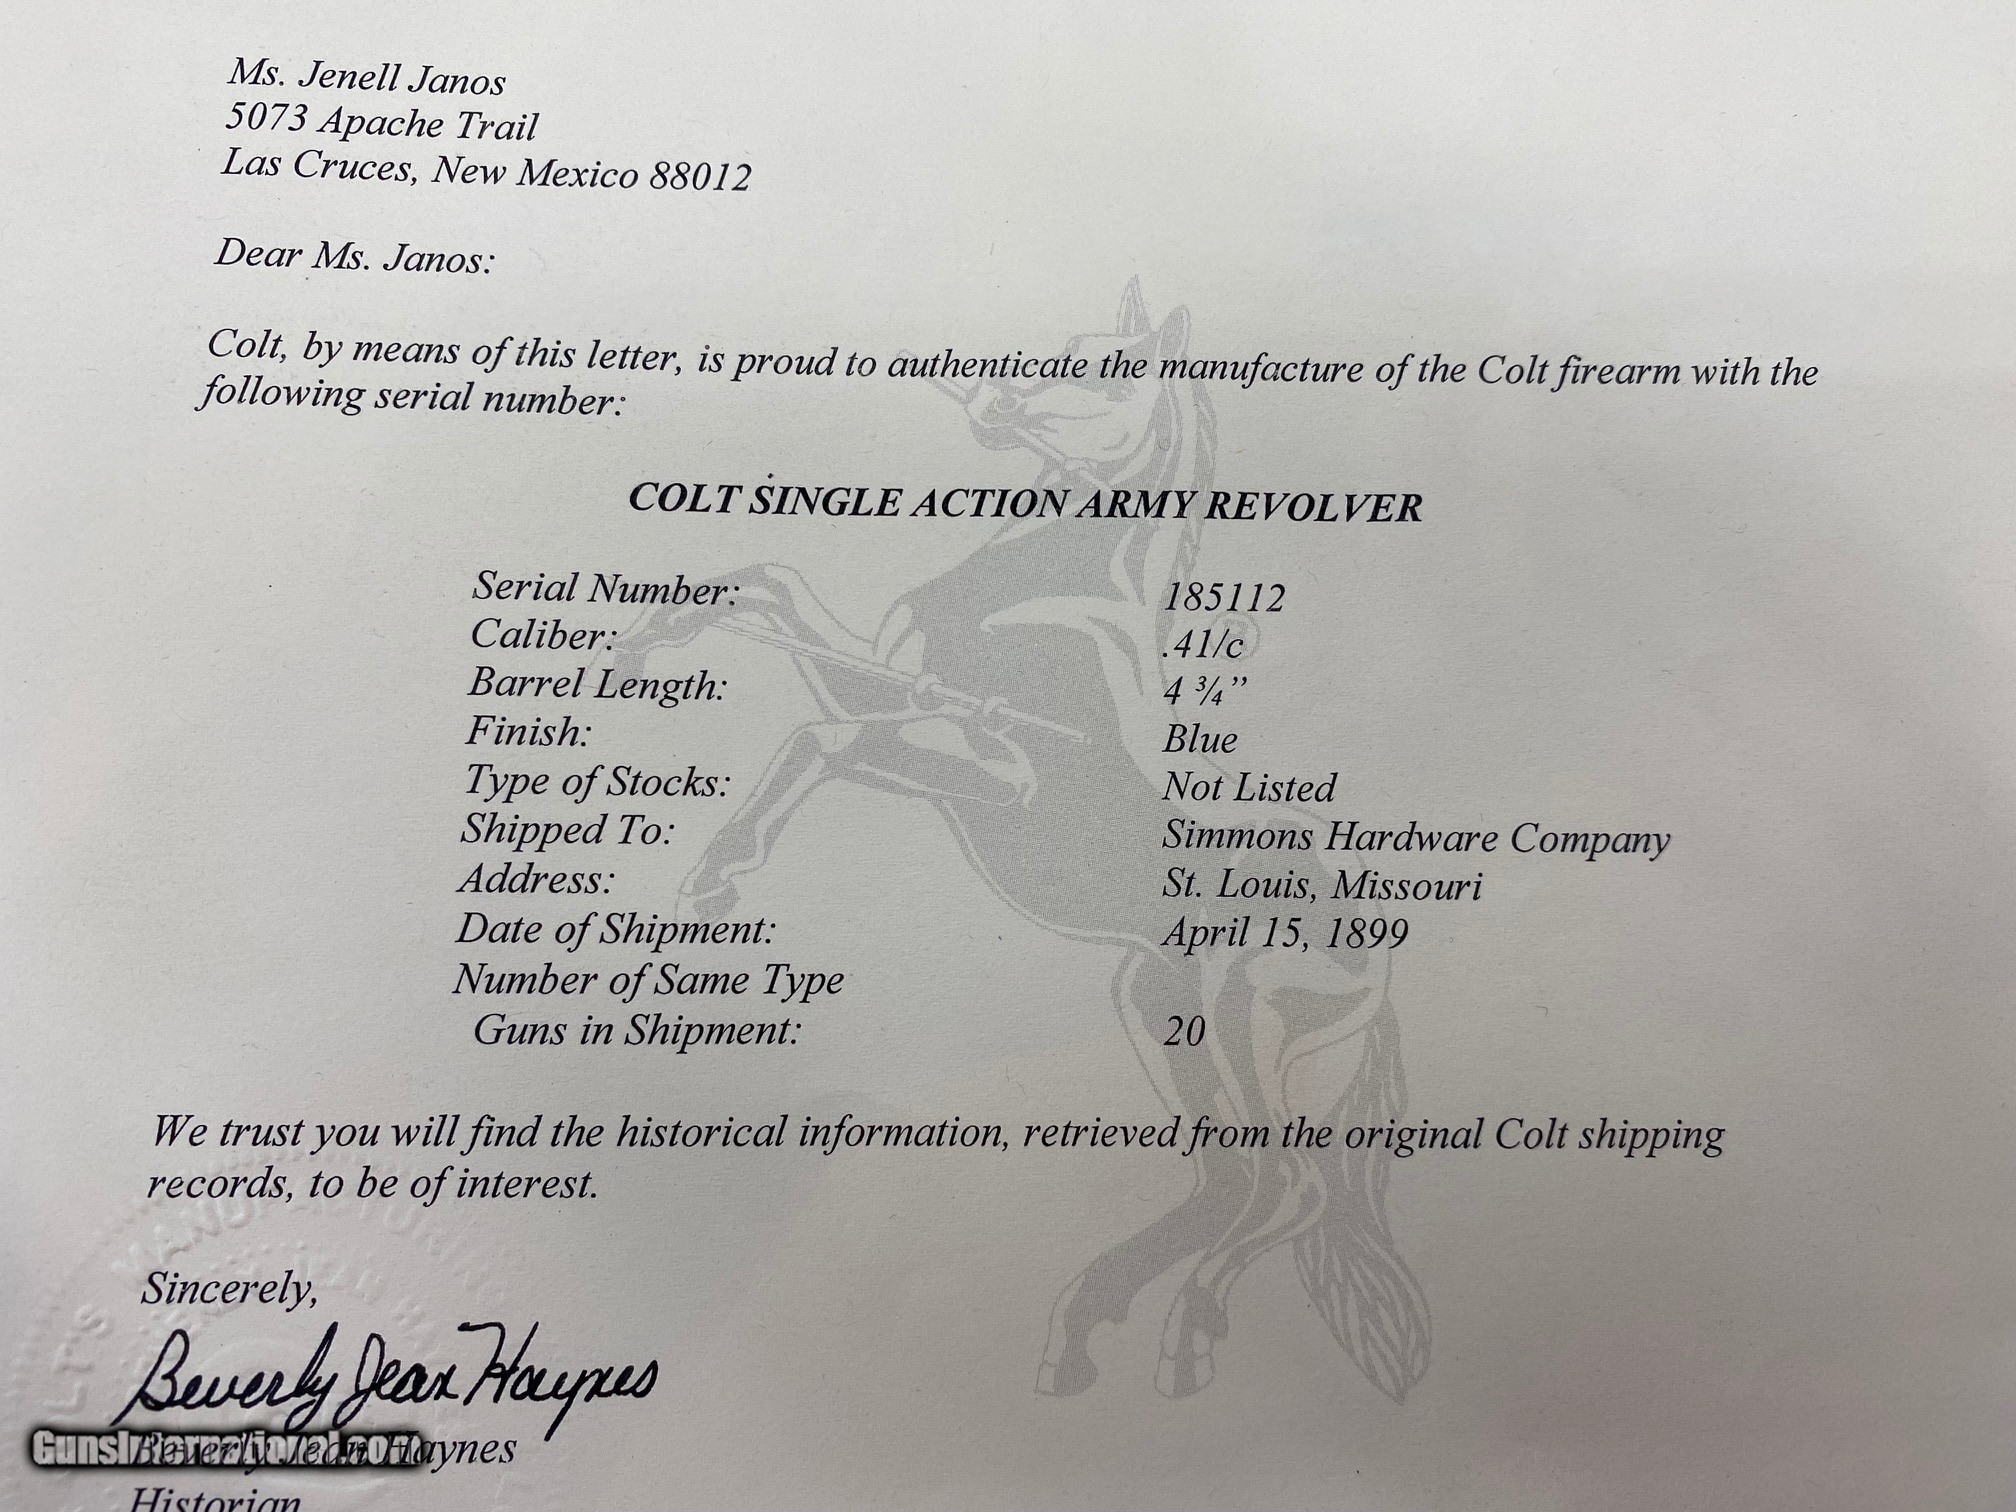 Ms. Jenell Janos
5073 Apache Trail
Las Cruces, New Mexico 88012
Dear Ms. Janos:
Colt, by means of this letter, is proud to authenticate the manufacture of the Colt firearm with the
following serial number:
COLT SINGLE ACTION ARMY REVOLVER
Serial Number: 185112
Caliber: .41/c
Barrel Length: 4 ¾”
Finish: Blue
Type of Stocks: Not Listed
Shipped To: Simmons Hardware Company
Address: St. Louis, Missouri
Date of Shipment: April 15, 1899
Number of Same Type
Guns in Shipment: 20
We trust you will find the historical information, retrieved from the original Colt shipping
records, to be of interest.
Sincerely,
Beverly Jean Haynes
Beverly Jean Haynes
GunsInternational.com
Historian